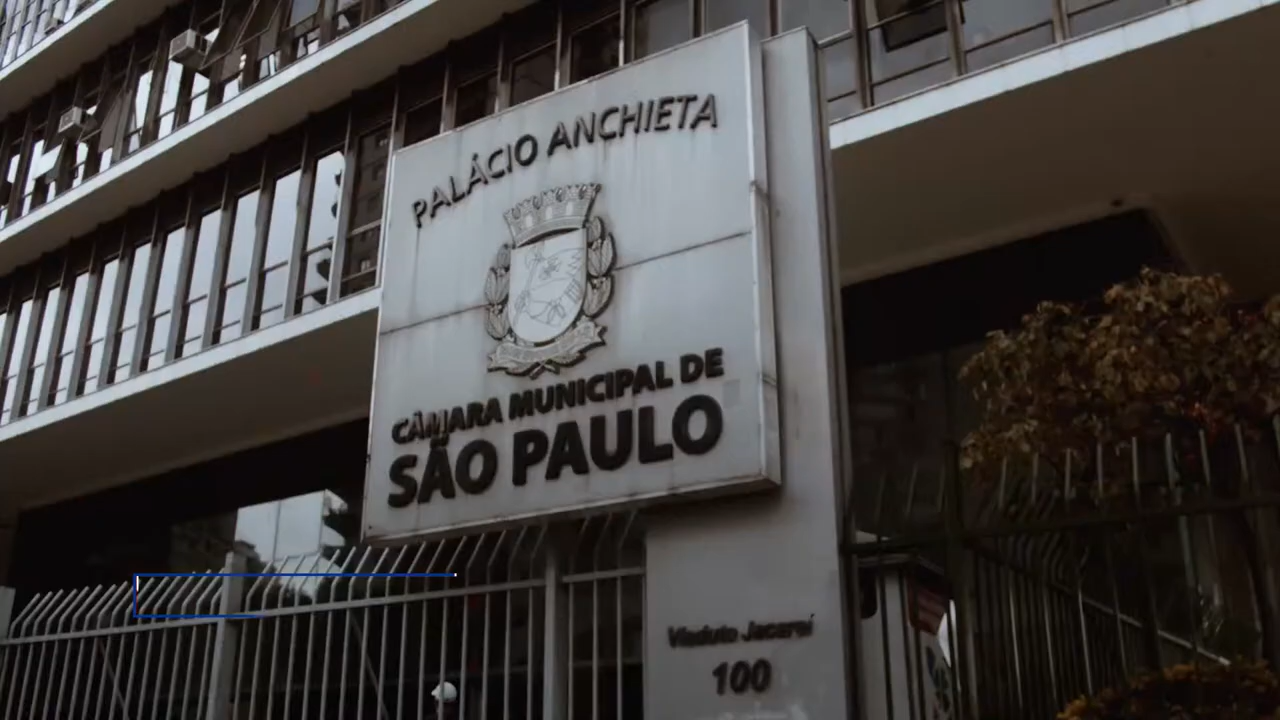 PALÁCIO ANCHIETA
CÂMARA MUNICIPAL DE
SÃO PAULO
Viaduto Jacareí
100